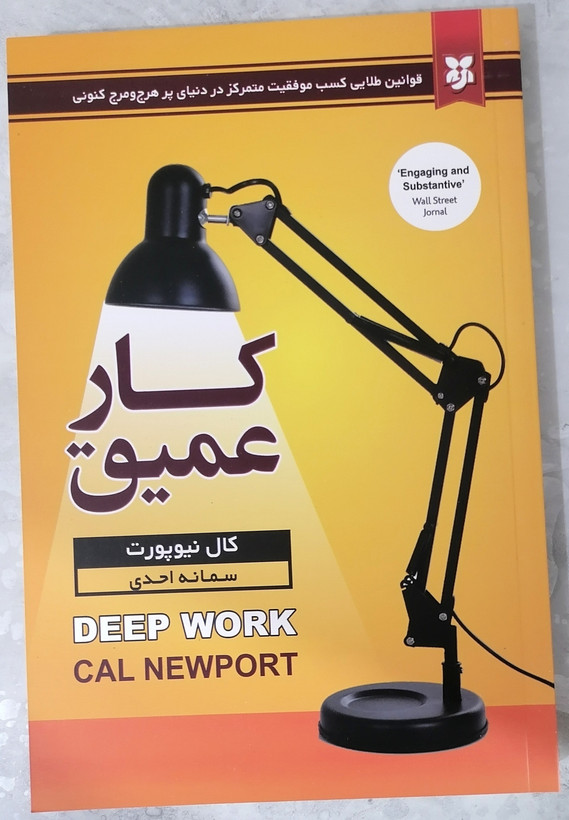 قوانین طلایی کسب موفقیت متمرکز در دنیای پر هرج‌ومرج کنونی
'Engaging and
Substantive'
Wall Street
Jornal
کار
عمیق
کال نیوپورت
سمانه احدی
DEEP WORK
CAL NEWPORT